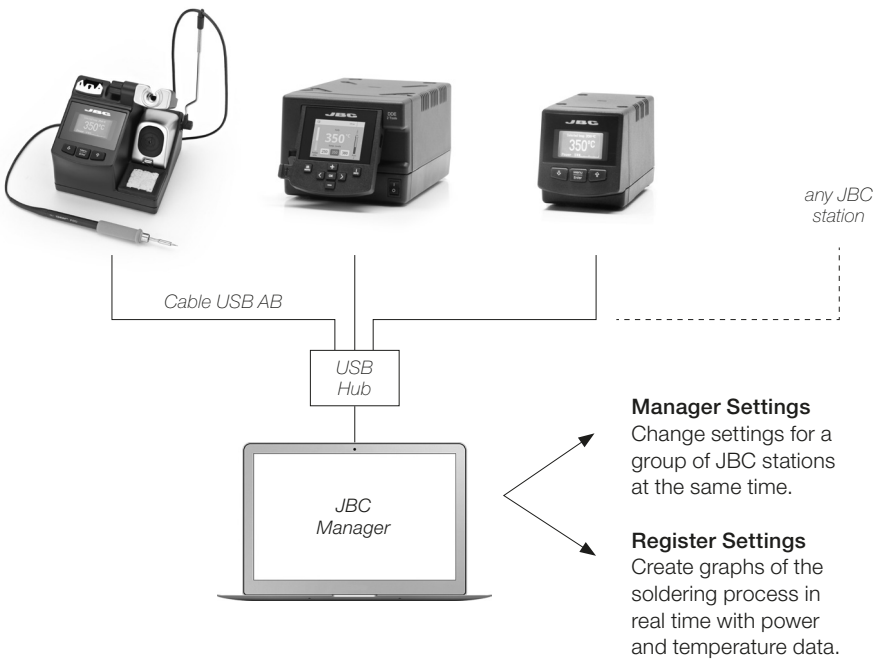 350°C
JBC
350°
JBC
350°C
any JBC
station
Cable USB AB
USB
Hub
JBC
Manager
Manager Settings
Change settings for a
group of JBC stations
at the same time.
Register Settings
Create graphs of the
soldering process in
real time with power
and temperature data.